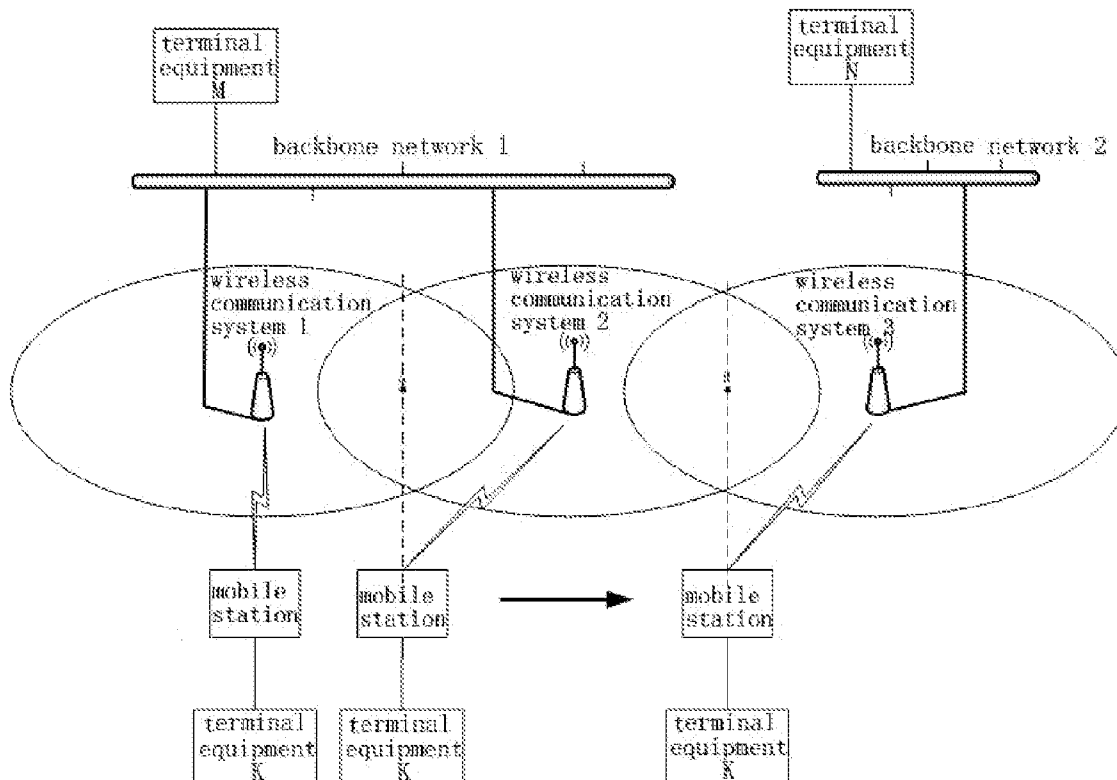 terminal
equipment
M
terminal
equipment
N
backbone network 1
backbone network 2
wireless
communication
system 1
wireless
communication
system 2
wireless
communication
system 3
mobile
station
mobile
station
mobile
station
terminal
equipment
K
terminal
equipment
K
terminal
equipment
K